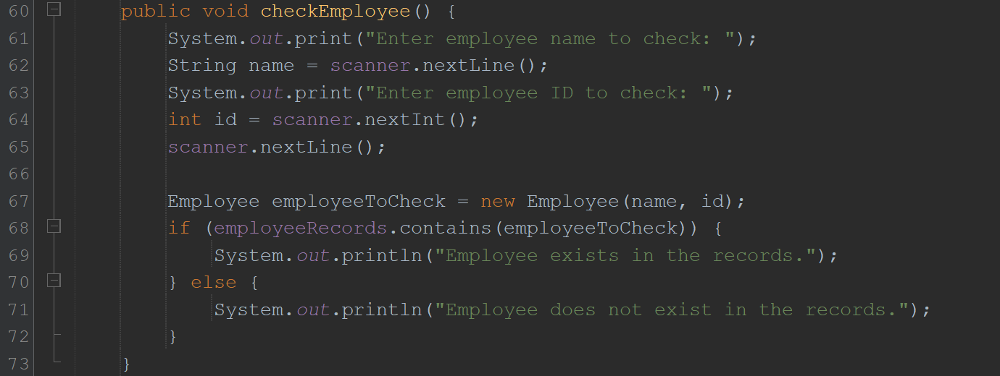 60 public void checkEmployee() {
61 System.out.print("Enter employee name to check: ");
62 String name = scanner.nextLine();
63 System.out.print("Enter employee ID to check: ");
64 int id = scanner.nextInt();
65 scanner.nextLine();
66
67 Employee employeeToCheck = new Employee(name, id);
68 if (employeeRecords.contains(employeeToCheck)) {
69 System.out.println("Employee exists in the records.");
70 } else {
71 System.out.println("Employee does not exist in the records.");
72 }
73 }